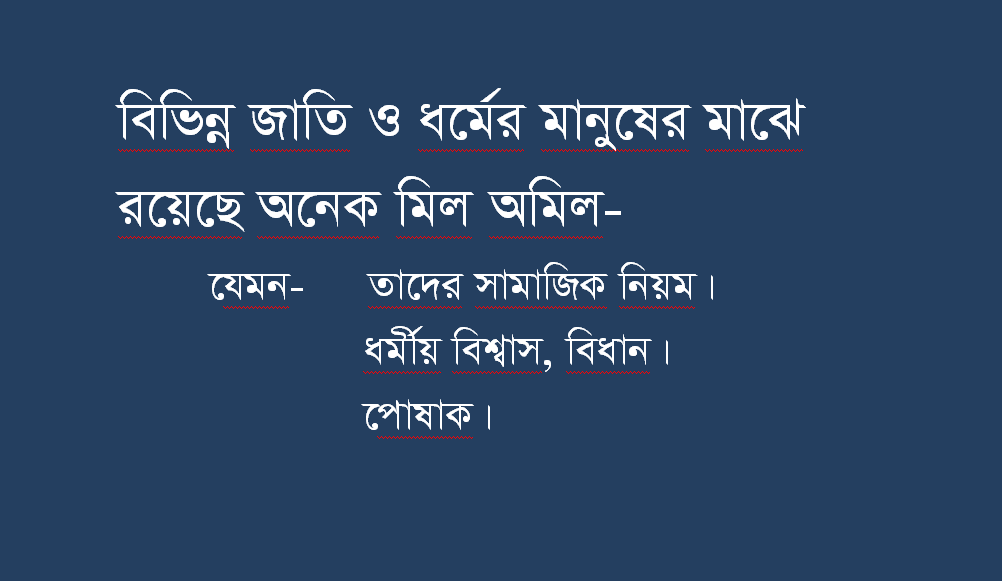 বিভিন্ন জাতি ও ধর্মের মানুষের মাঝে
রয়েছে অনেক মিল অমিল-
যেমন- তাদের সামাজিক নিয়ম।
ধর্মীয় বিশ্বাস, বিধান।
পোষাক।